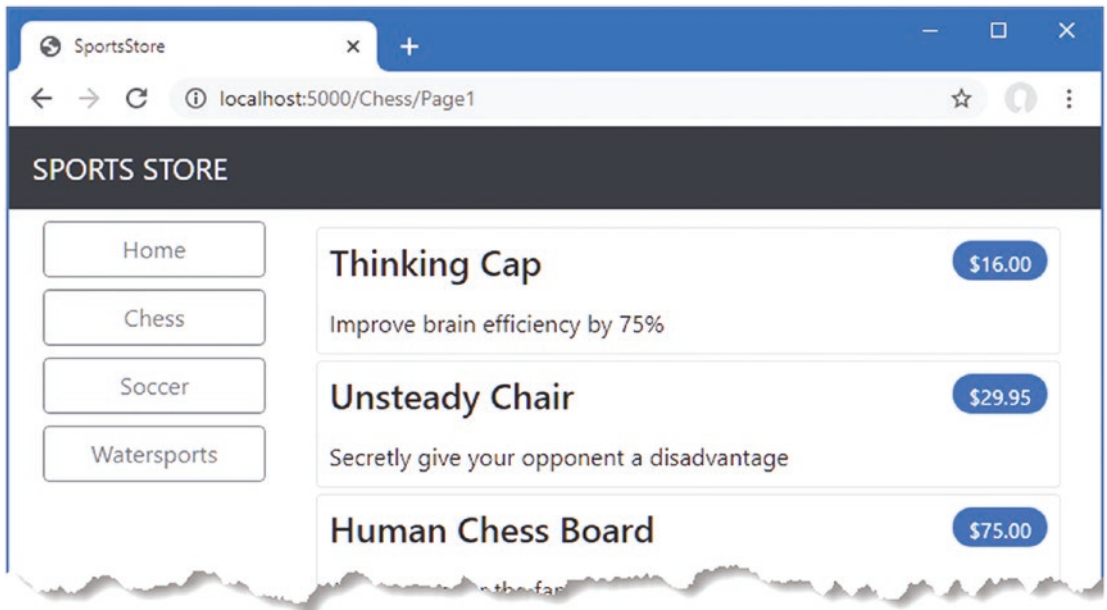 SportsStore
localhost:5000/Chess/Page1
SPORTS STORE
Home
Chess
Soccer
Watersports
Thinking Cap
$16.00
Improve brain efficiency by 75%
Unsteady Chair
$29.95
Secretly give your opponent a disadvantage
Human Chess Board
$75.00